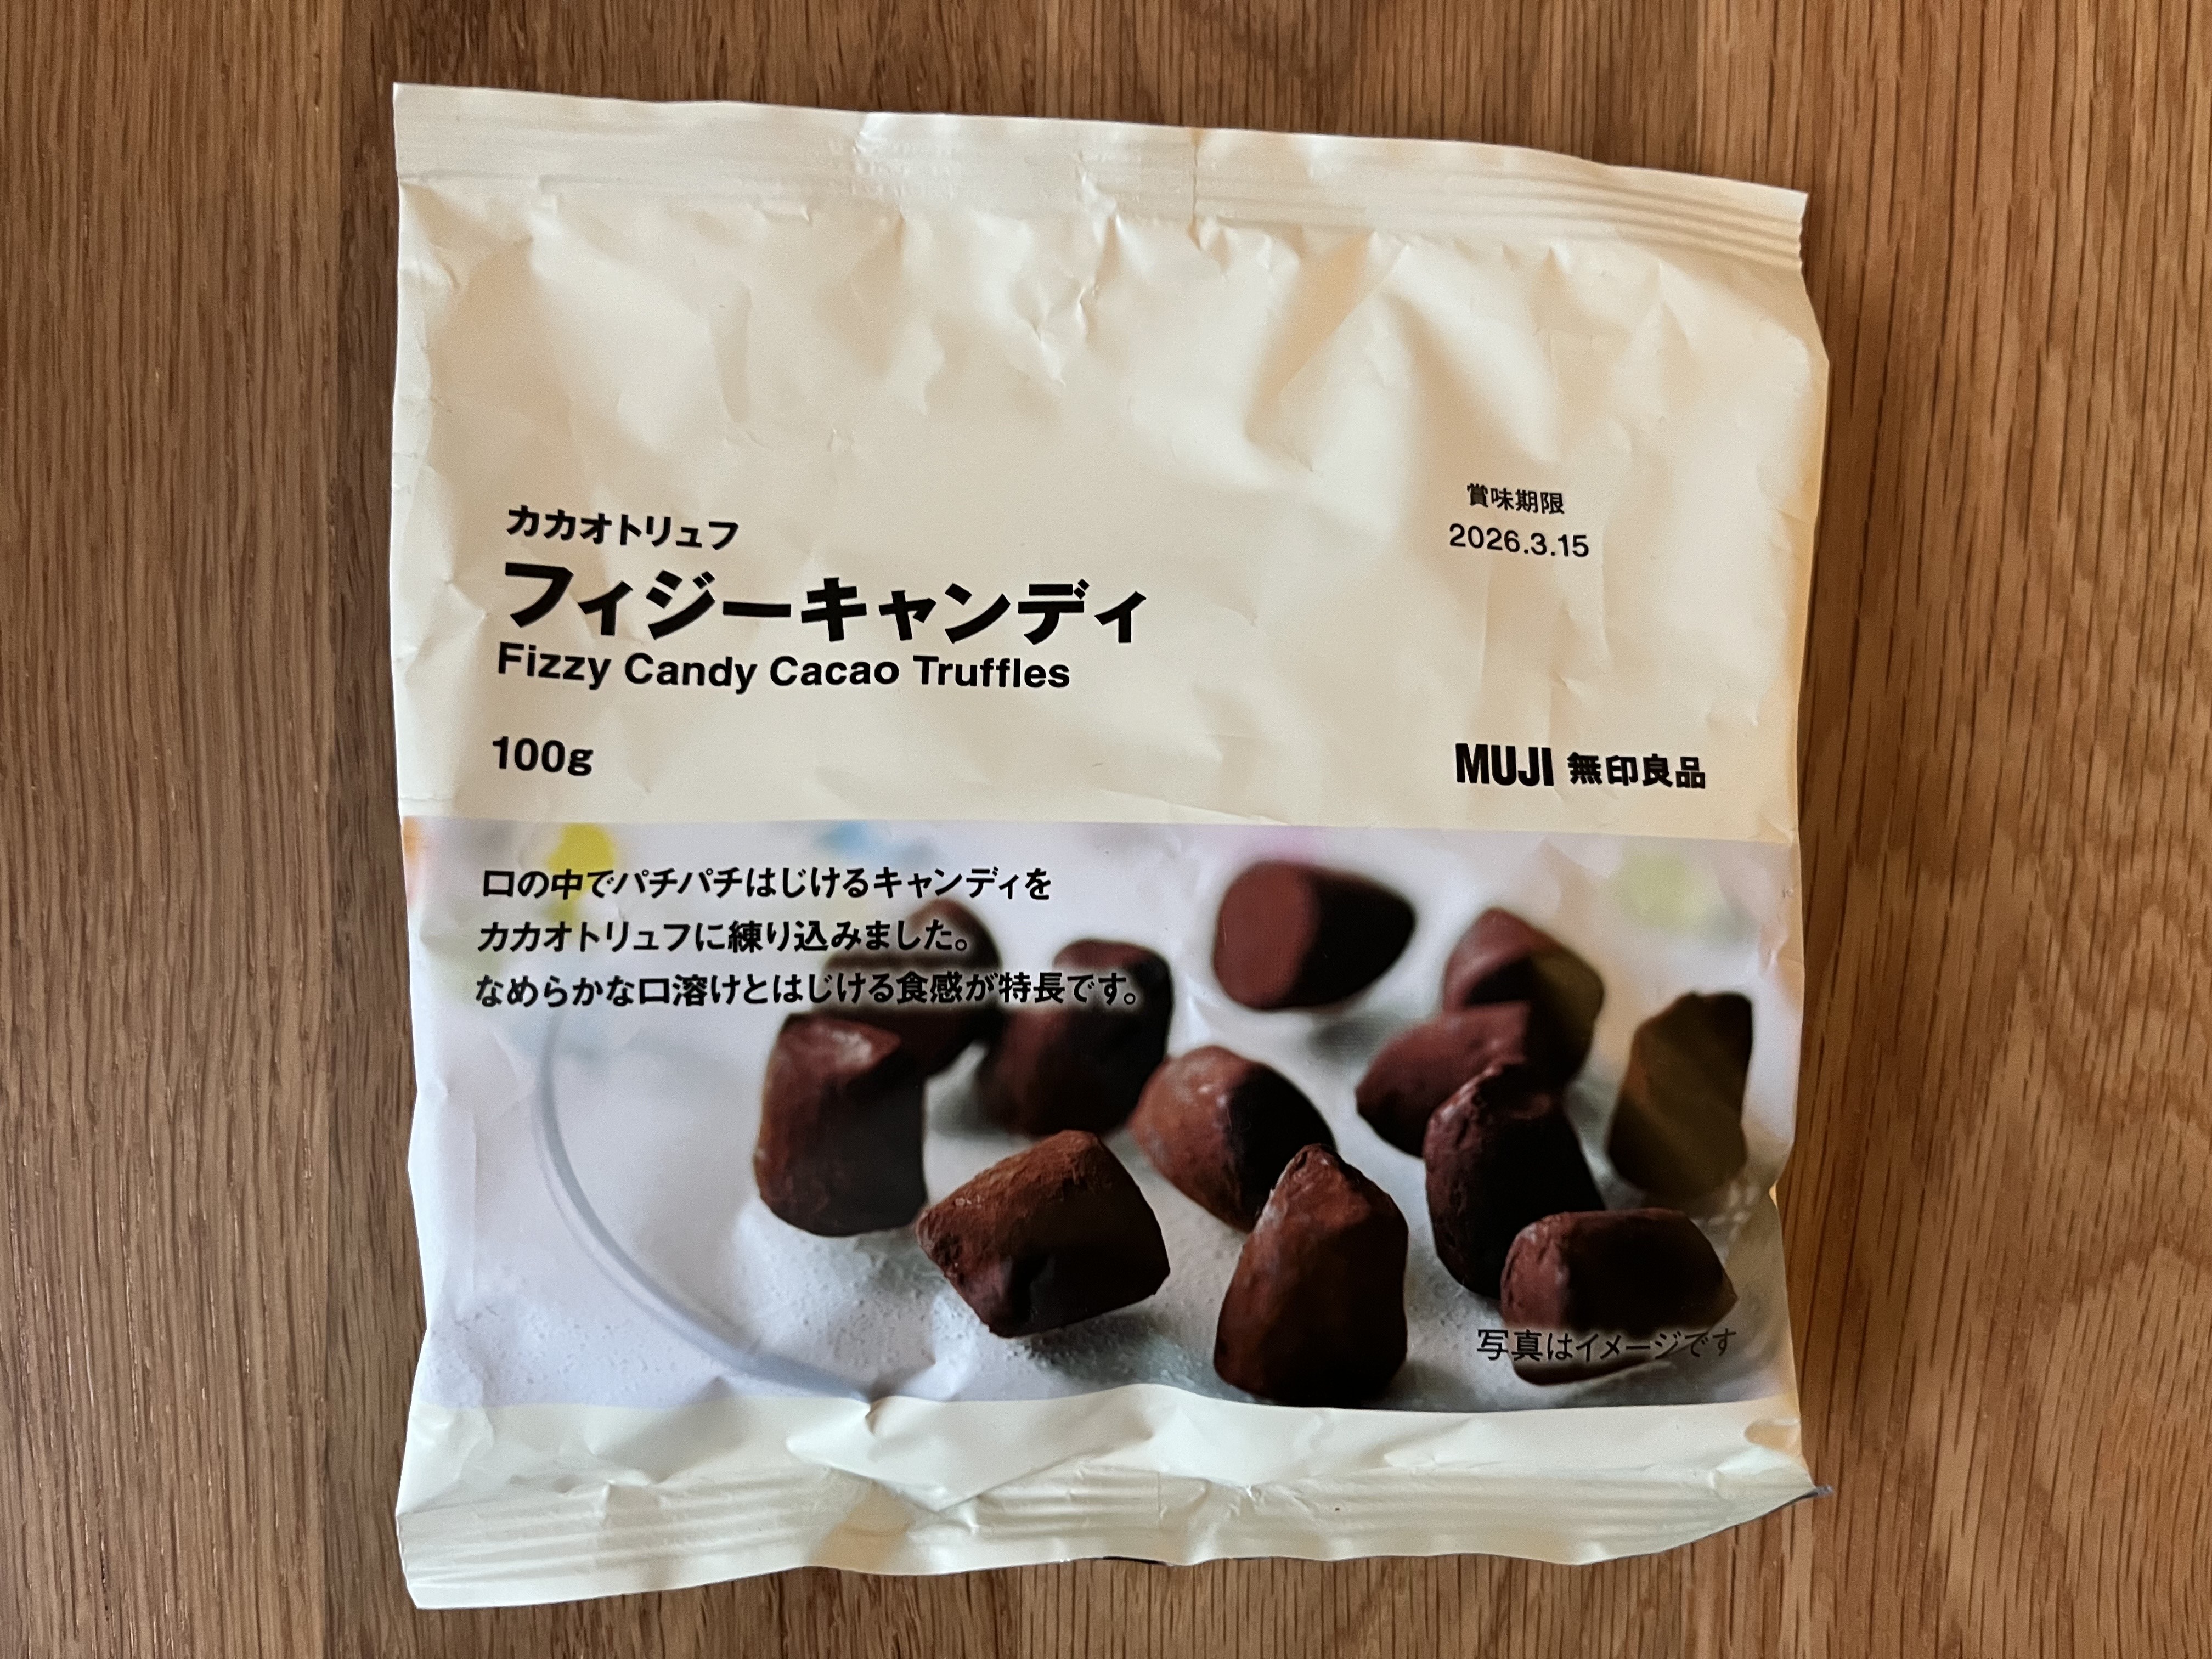 カカオトリュフ
フィジーキャンディ
Fizzy Candy Cacao Truffles
100g
賞味期限
2026.3.15
MUJI 無印良品
口の中でパチパチはじけるキャンディを
カカオトリュフに練り込みました。
なめらかな口溶けとはじける食感が特長です。
写真はイメージです